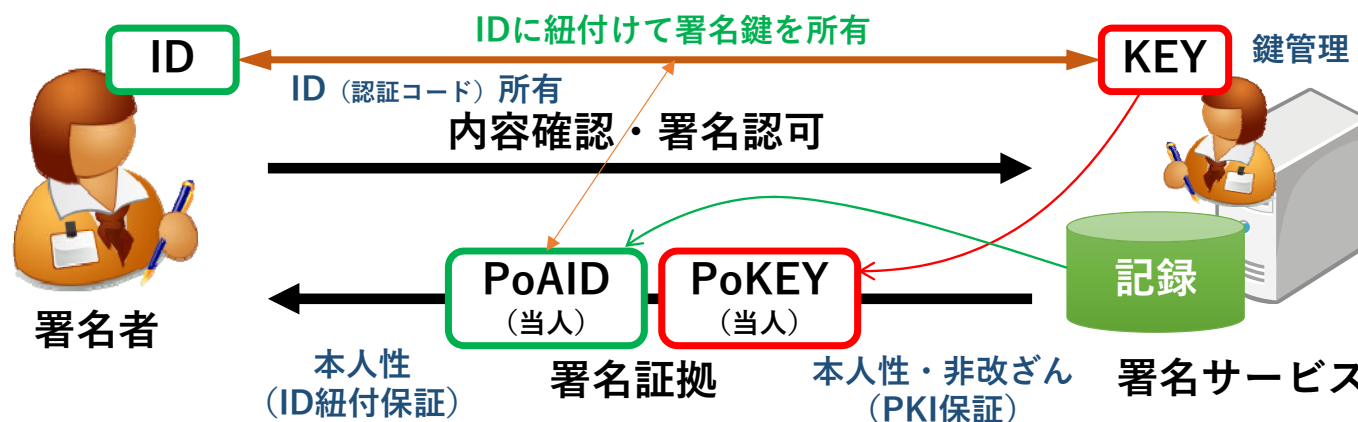 IDに紐付けて署名鍵を所有
ID
KEY
鍵管理
ID（認証コード）所有
内容確認・署名認可
PoAID
（当人）
PoKEY
（当人）
記録
署名者
本人性
（ID紐付保証）
署名証拠
本人性・非改ざん
（PKI保証）
署名サービス